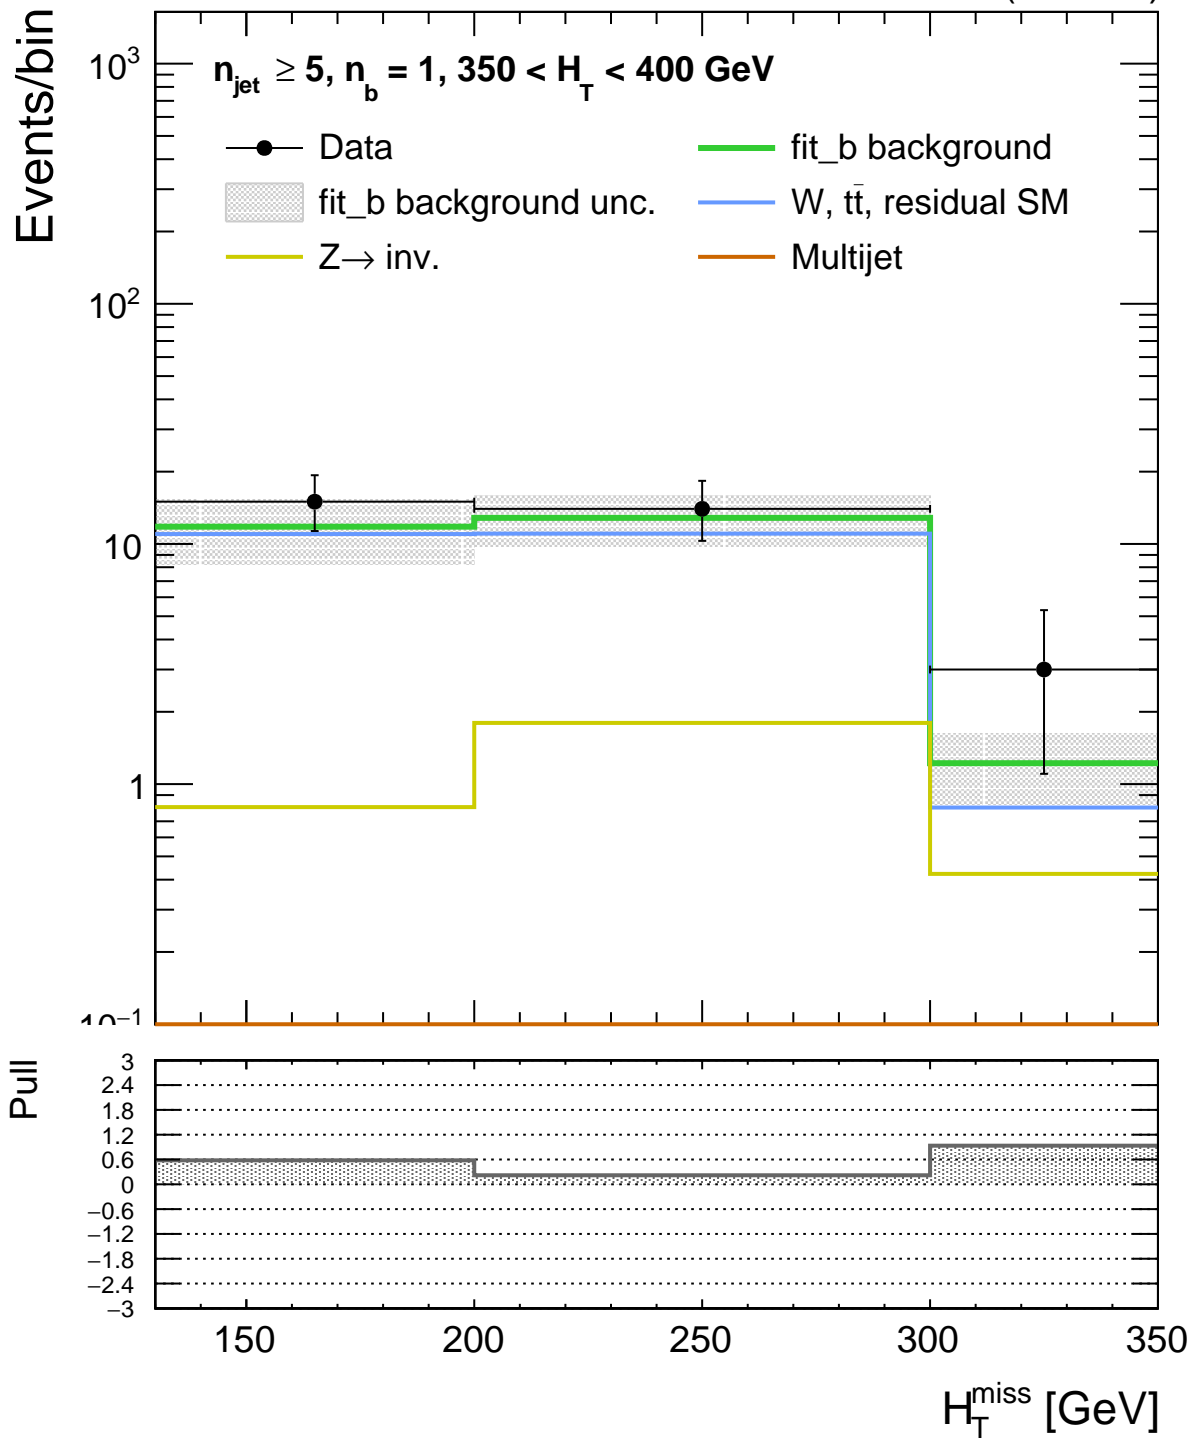 Events/bin
n_jet ≥ 5, n_b = 1, 350 < H_T < 400 GeV
Data
fit_b background
fit_b background unc.
W, tt̄, residual SM
Z→ inv.
Multijet
10³
10²
10
1
10⁻¹
Pull
3
2.4
1.8
1.2
0.6
0
−0.6
−1.2
−1.8
−2.4
−3
150 200 250 300 350
H_T^miss [GeV]